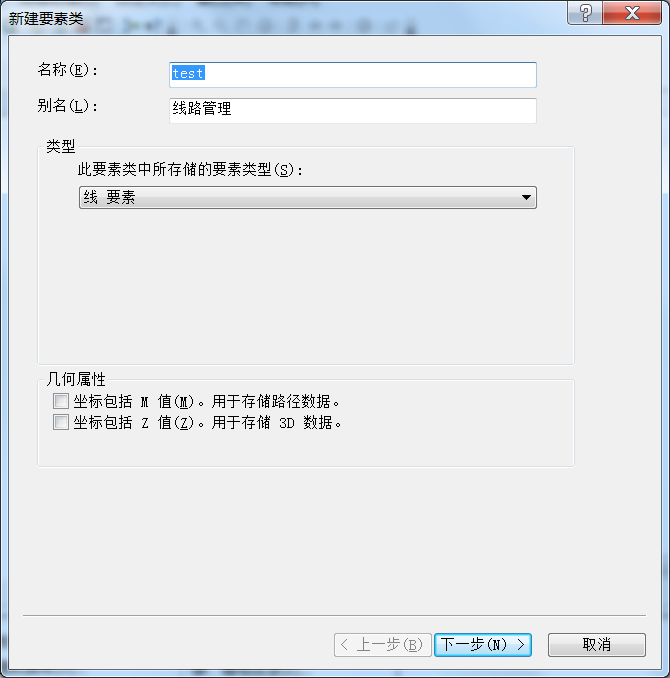 新建要素类
名称(E):
test
别名(L):
线路管理
类型
此要素类中所存储的要素类型(S):
线 要素
几何属性
坐标包括 M 值(M)。用于存储路径数据。
坐标包括 Z 值(Z)。用于存储 3D 数据。
< 上一步(B)
下一步(N) >
取消